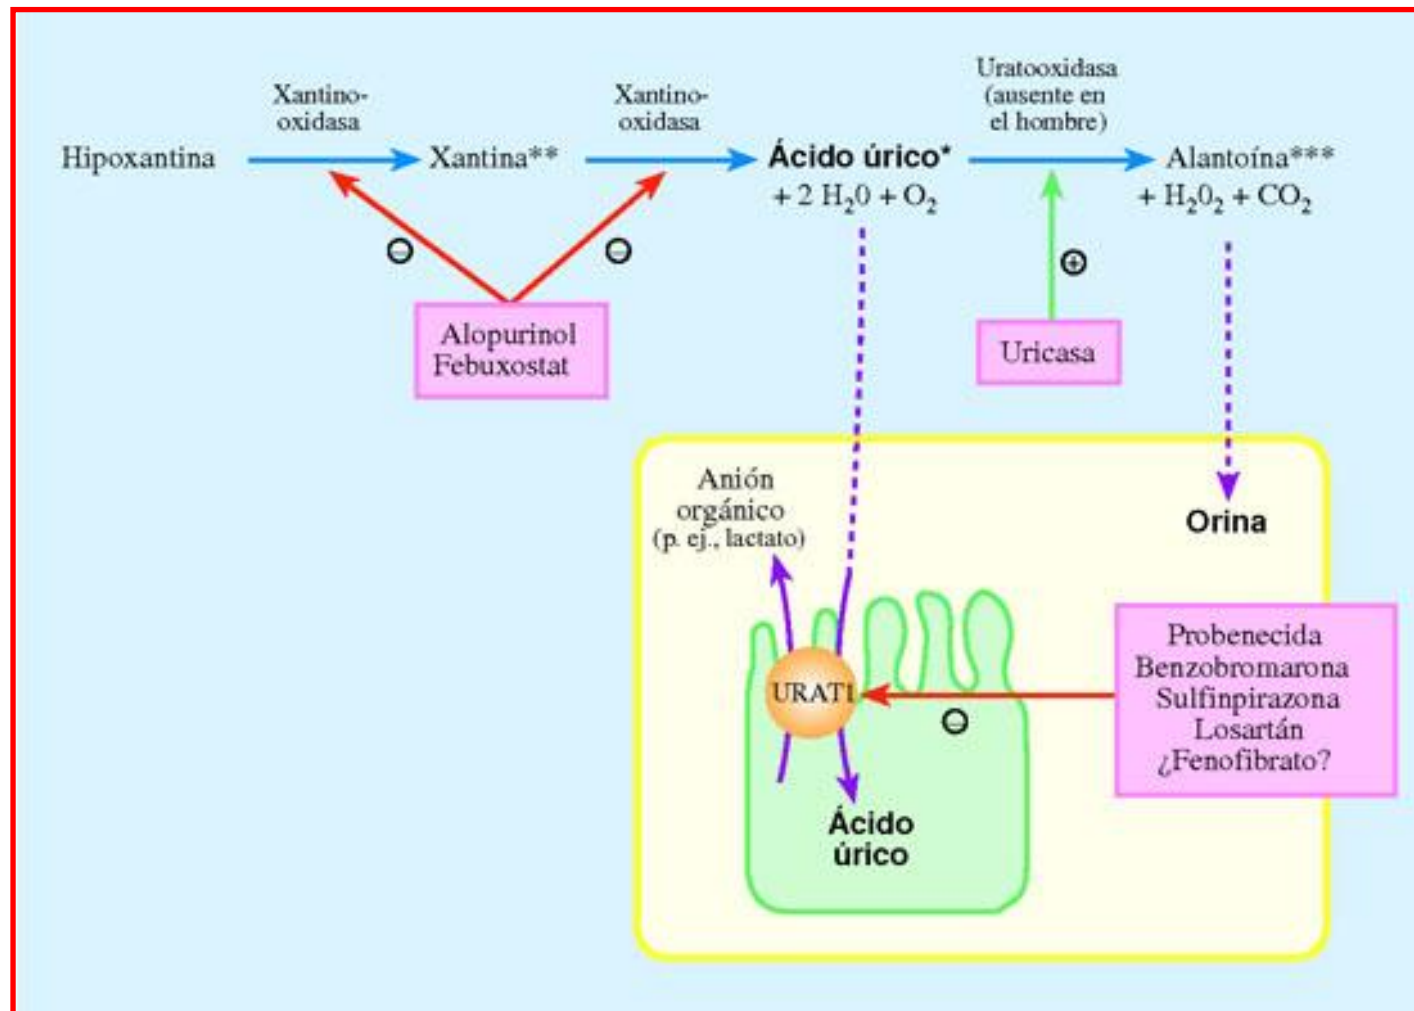 Xantino-
oxidasa
Xantino-
oxidasa
Uratooxidasa
(ausente en
el hombre)
Hipoxantina
Xantina**
Ácido úrico*
+ 2 H₂0 + O₂
Alantoína***
+ H₂0₂ + CO₂
Alopurinol
Febuxostat
Uricasa
Anión
orgánico
(p. ej., lactato)
Orina
URAT1
Probenecida
Benzobromarona
Sulfinpirazona
Losartán
¿Fenofibrato?
Ácido
úrico